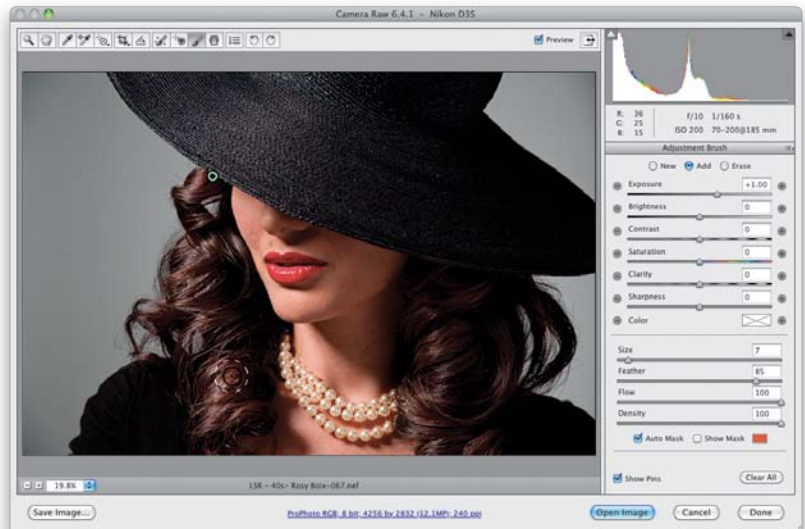 Camera Raw 6.4.1 – Nikon D3S
Preview
R: 36
G: 25
B: 15
f/10 1/160 s
ISO 200 70–200@185 mm
Adjustment Brush
New Add Erase
Exposure +1.00
Brightness 0
Contrast 0
Saturation 0
Clarity 0
Sharpness 0
Color
Size 7
Feather 85
Flow 100
Density 100
Auto Mask Show Mask
Show Pins Clear All
19.8%
LSR – 40s– Rosy Boix–067.nef
Save Image...
ProPhoto RGB; 8 bit; 4256 by 2832 (12.1MP); 240 ppi
Open Image Cancel Done